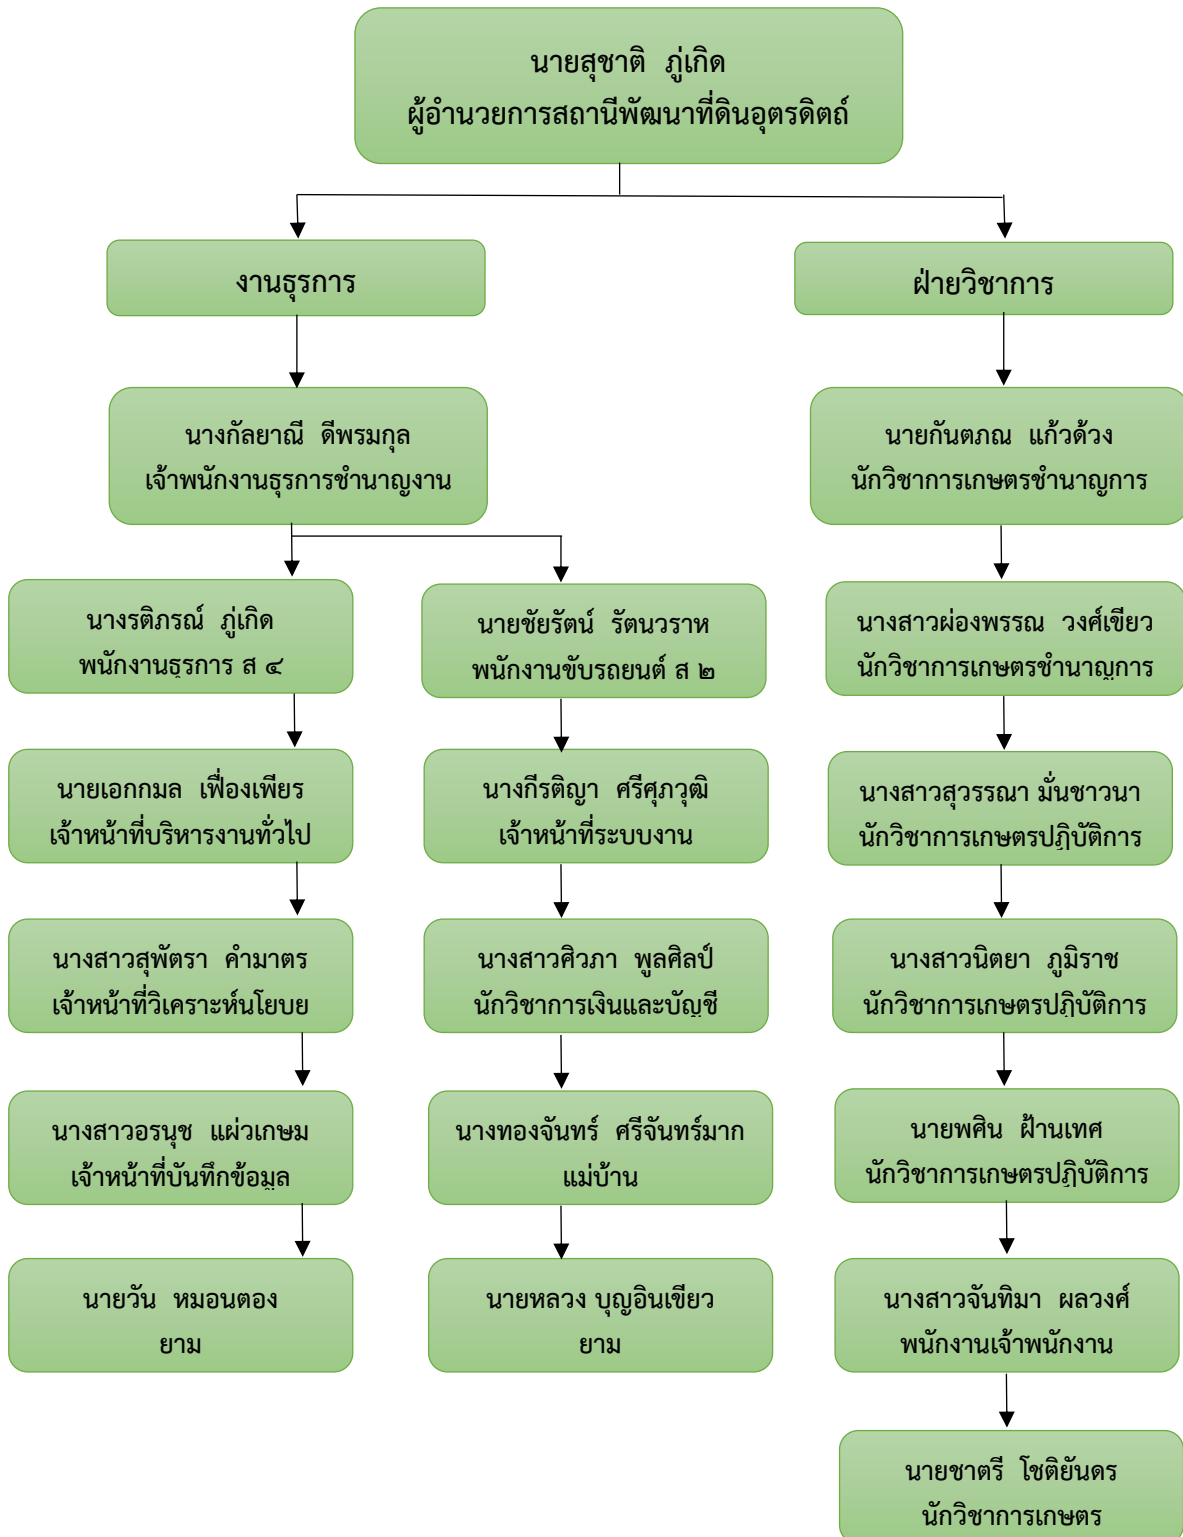 นายสุชาติ  ภู่เกิด
ผู้อำนวยการสถานีพัฒนาที่ดินอุตรดิตถ์
งานธุรการ
ฝ่ายวิชาการ
นางกัลยาณี  ดีพรมกุล
เจ้าพนักงานธุรการชำนาญงาน
นายกันตภณ  แก้วด้วง
นักวิชาการเกษตรชำนาญการ
นางรติภรณ์  ภู่เกิด
พนักงานธุรการ ส ๔
นายชัยรัตน์  รัตนวราห
พนักงานขับรถยนต์ ส ๒
นางสาวผ่องพรรณ  วงศ์เขียว
นักวิชาการเกษตรชำนาญการ
นายเอกกมล  เฟื่องเพียร
เจ้าหน้าที่บริหารงานทั่วไป
นางกีรติญา  ศรีศุภวุฒิ
เจ้าหน้าที่ระบบงาน
นางสาวสุวรรณา มั่นชาวนา
นักวิชาการเกษตรปฏิบัติการ
นางสาวสุพัตรา  คำมาตร
เจ้าหน้าที่วิเคราะห์นโยบย
นางสาวศิวภา  พูลศิลป์
นักวิชาการเงินและบัญชี
นางสาวนิตยา  ภูมิราช
นักวิชาการเกษตรปฏิบัติการ
นางสาวอรนุช  แผ่วเกษม
เจ้าหน้าที่บันทึกข้อมูล
นางทองจันทร์  ศรีจันทร์มาก
แม่บ้าน
นายพศิน  ฝ้านเทศ
นักวิชาการเกษตรปฏิบัติการ
นายวัน  หมอนตอง
ยาม
นายหลวง บุญอินเขียว
ยาม
นางสาวจันทิมา  ผลวงศ์
พนักงานเจ้าพนักงาน
นายชาตรี  โชติยันดร
นักวิชาการเกษตร